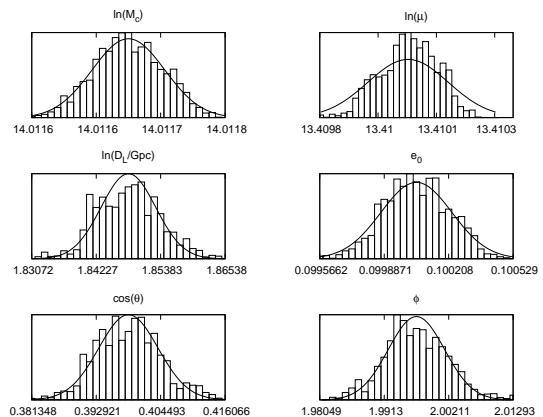 ln(M_c)
ln(μ)
14.0116 14.0116 14.0117 14.0118
13.4098 13.41 13.4101 13.4103
ln(D_L/Gpc)
e_0
1.83072 1.84227 1.85383 1.86538
0.0995662 0.0998871 0.100208 0.100529
cos(θ)
ϕ
0.381348 0.392921 0.404493 0.416066
1.98049 1.9913 2.00211 2.01293